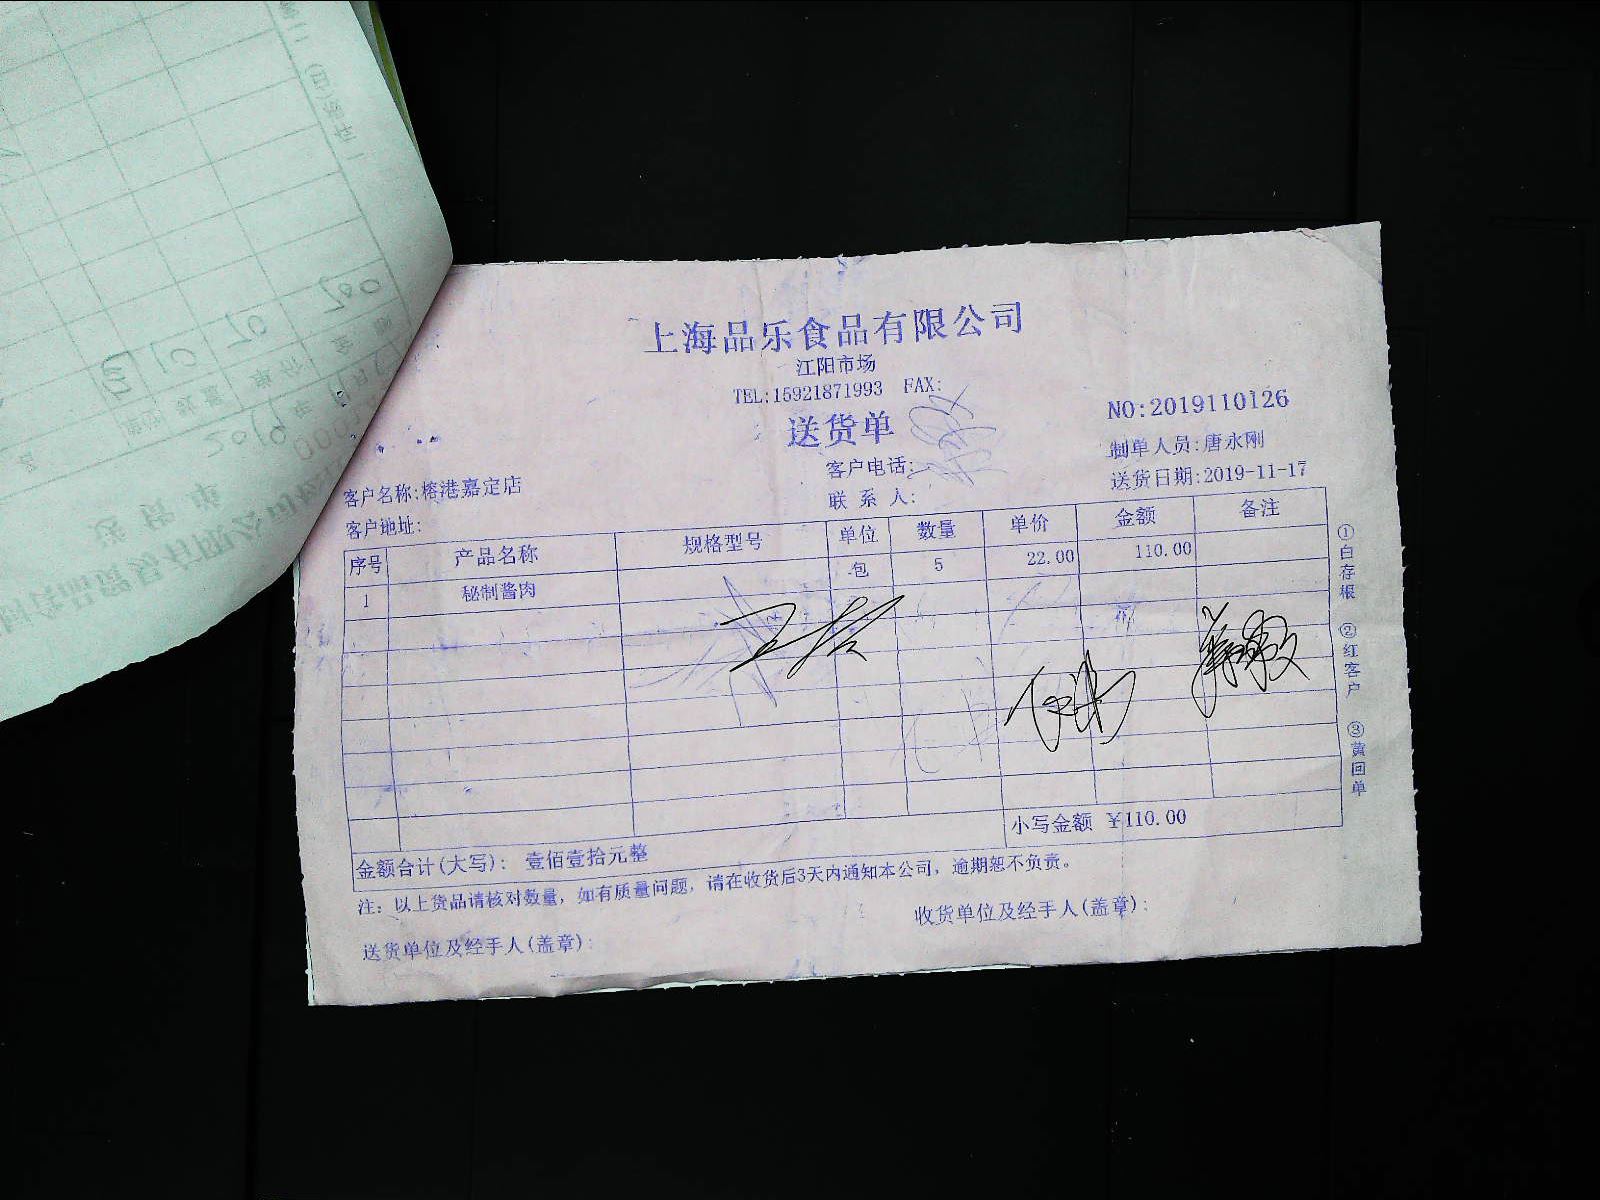 上海品乐食品有限公司
江阳市场
TEL:15921871993 FAX:
送货单
NO:2019110126
客户电话:
制单人员:唐永刚
客户名称:榕港嘉定店
联 系 人:
送货日期:2019-11-17
客户地址:
序号 产品名称 规格型号 单位 数量 单价 金额 备注
1 秘制酱肉 包 5 22.00 110.00
小写金额 ¥110.00
金额合计(大写): 壹佰壹拾元整
注: 以上货品请核对数量, 如有质量问题, 请在收货后3天内通知本公司, 逾期恕不负责。
送货单位及经手人(盖章): 收货单位及经手人(盖章):
①白存根 ②红客户 ③黄回单